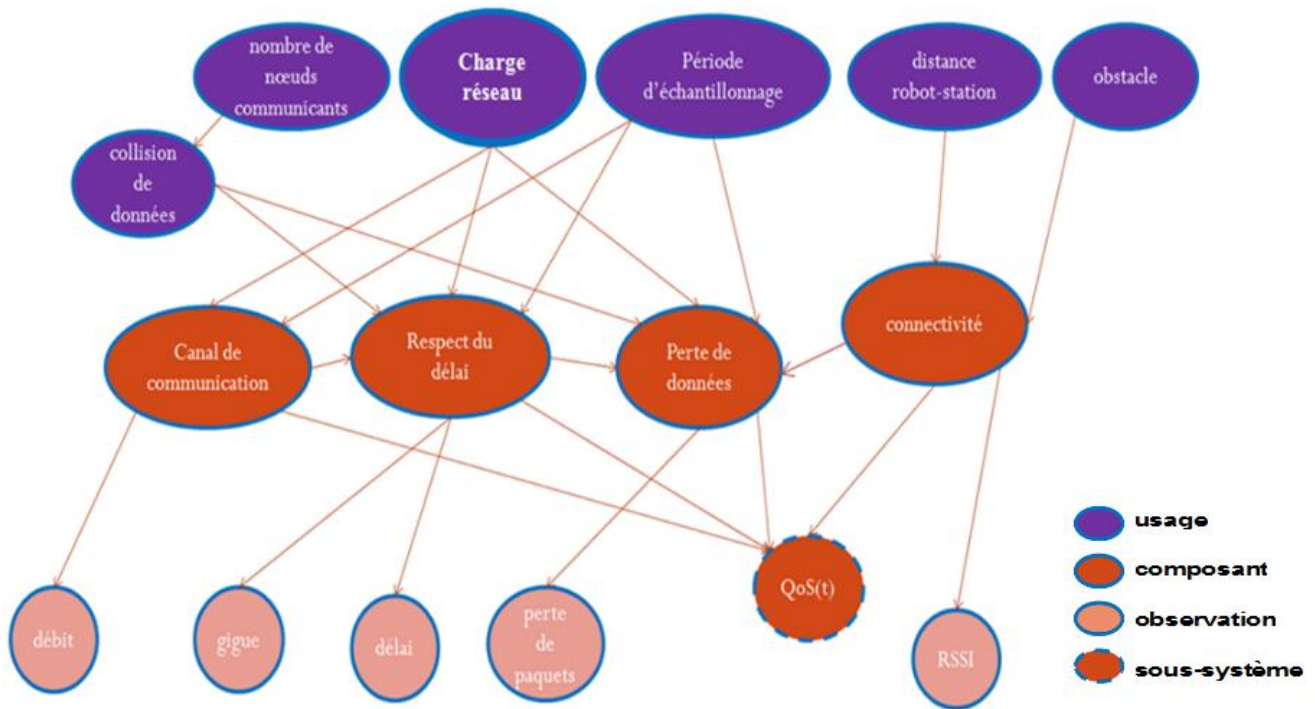 nombre de
nœuds
communicants
Charge
réseau
Période
d'échantillonnage
distance
robot-station
obstacle
collision
de
données
Canal de
communication
Respect du
délai
Perte de
données
connectivité
débit
gigue
délai
perte
de
paquets
QoS(t)
RSSI
usage
composant
observation
sous-système